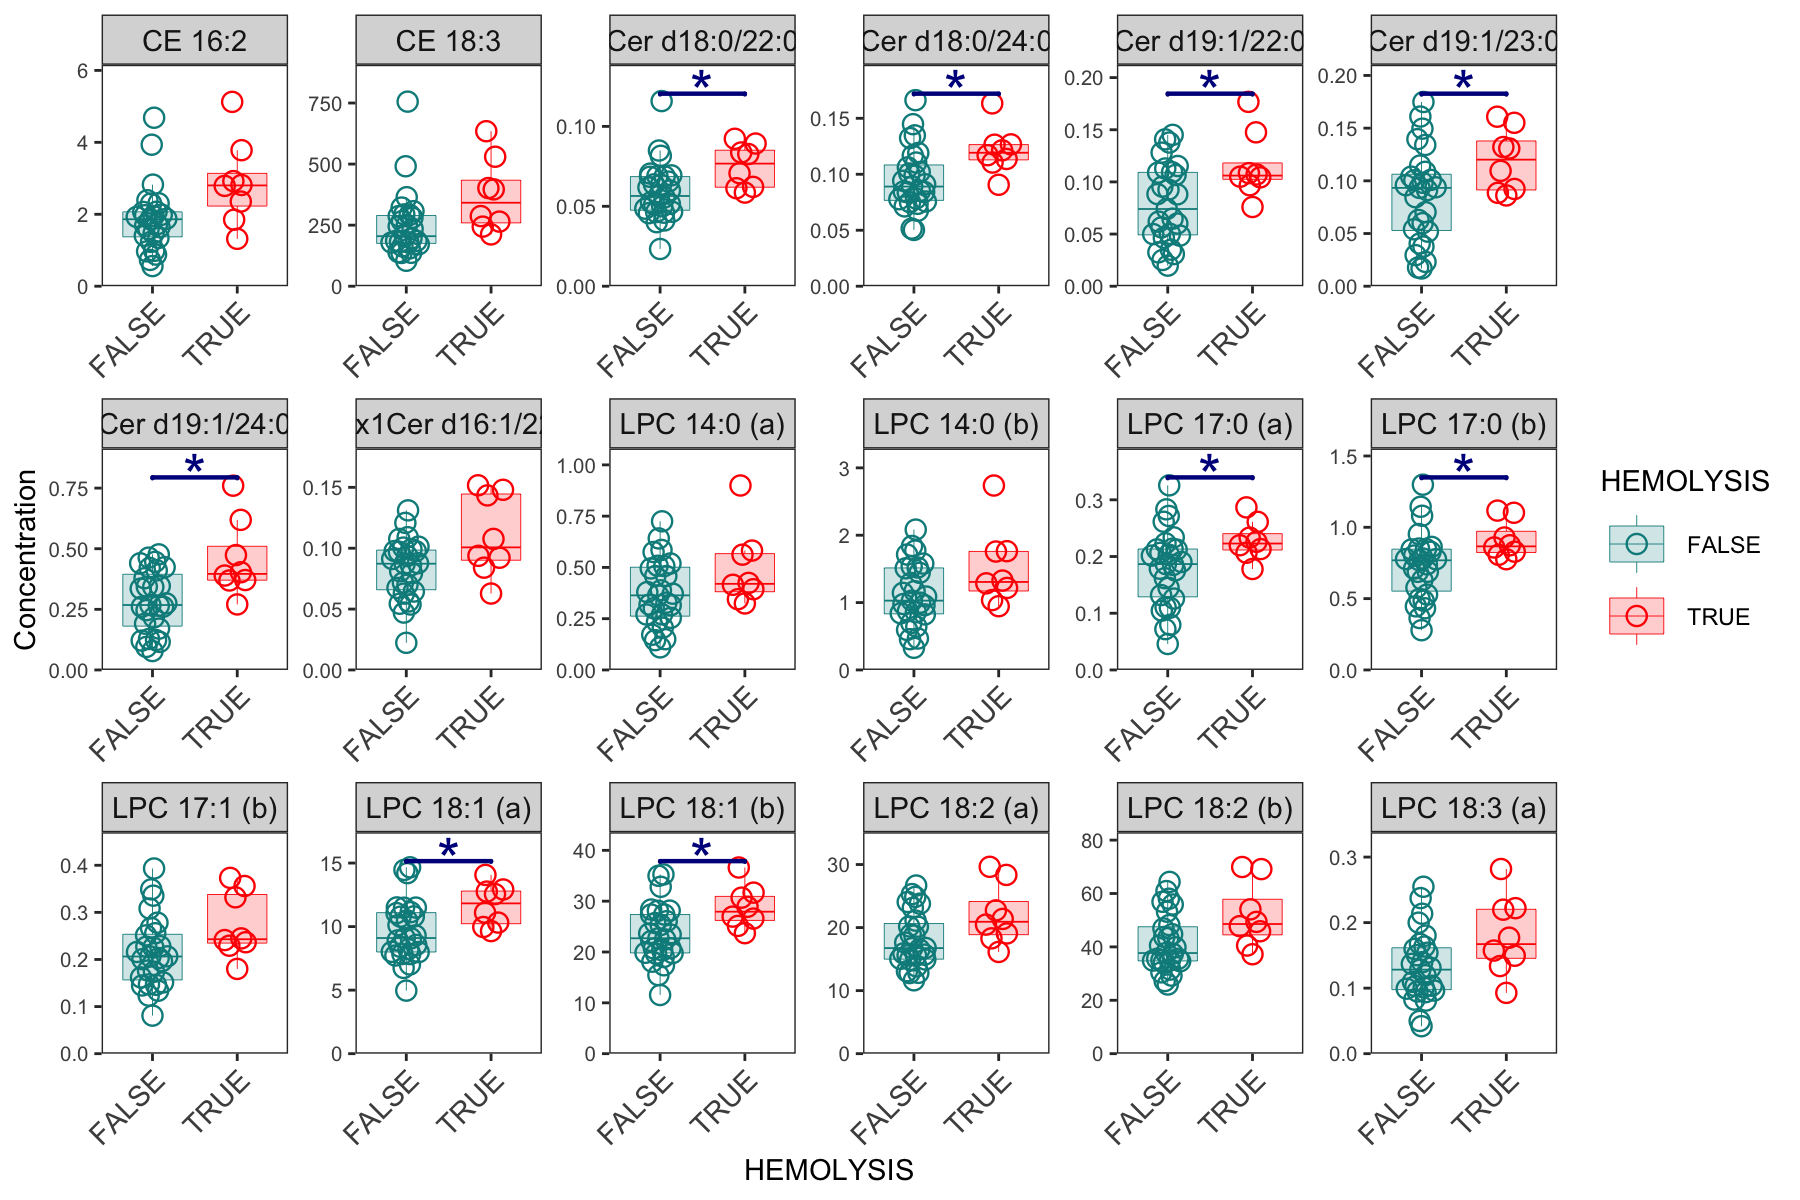 CE 16:2 CE 18:3 Cer d18:0/22:0 Cer d18:0/24:0 Cer d19:1/22:0 Cer d19:1/23:0
* * * *
6 4 2 0
750 500 250 0
0.10 0.05 0.00
0.15 0.10 0.05 0.00
0.20 0.15 0.10 0.05 0.00
0.20 0.15 0.10 0.05 0.00
FALSE TRUE FALSE TRUE FALSE TRUE FALSE TRUE FALSE TRUE FALSE TRUE
Cer d19:1/24:0 x1Cer d16:1/22 LPC 14:0 (a) LPC 14:0 (b) LPC 17:0 (a) LPC 17:0 (b)
* * *
Concentration
0.75 0.50 0.25 0.00
0.15 0.10 0.05 0.00
1.00 0.75 0.50 0.25 0.00
3 2 1 0
0.3 0.2 0.1 0.0
1.5 1.0 0.5 0.0
FALSE TRUE FALSE TRUE FALSE TRUE FALSE TRUE FALSE TRUE FALSE TRUE
HEMOLYSIS
FALSE
TRUE
LPC 17:1 (b) LPC 18:1 (a) LPC 18:1 (b) LPC 18:2 (a) LPC 18:2 (b) LPC 18:3 (a)
* *
0.4 0.3 0.2 0.1 0.0
15 10 5 0
40 30 20 10 0
30 20 10 0
80 60 40 20 0
0.3 0.2 0.1 0.0
FALSE TRUE FALSE TRUE FALSE TRUE FALSE TRUE FALSE TRUE FALSE TRUE
HEMOLYSIS